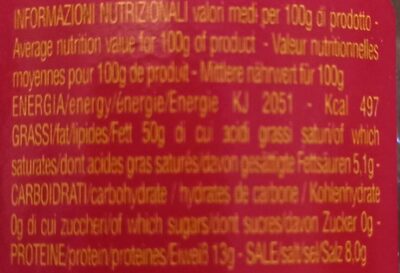 INFORMAZIONI NUTRIZIONALI valori medi per 100g di prodotto -
Average nutrition value for 100g of product - Valeur nutritionnelles
moyennes pour 100g de produit - Mittlere nährwert für 100g
ENERGIA/energy/énergie/Energie KJ 2051 - Kcal 497
GRASSI/fat/lipides/Fett 50g di cui acidi grassi saturi/of which
saturates/dont acides gras saturés/davon gesättigte Fettsäuren 5,1g -
CARBOIDRATI/carbohydrate / hydrates de carbone / Kohlenhydrate
0g di cui zuccheri/of which sugars/dont sucres/davon Zucker 0g -
PROTEINE/protein/proteines/Eiweiß 13g - SALE/salt/sel/Salz 8,0g